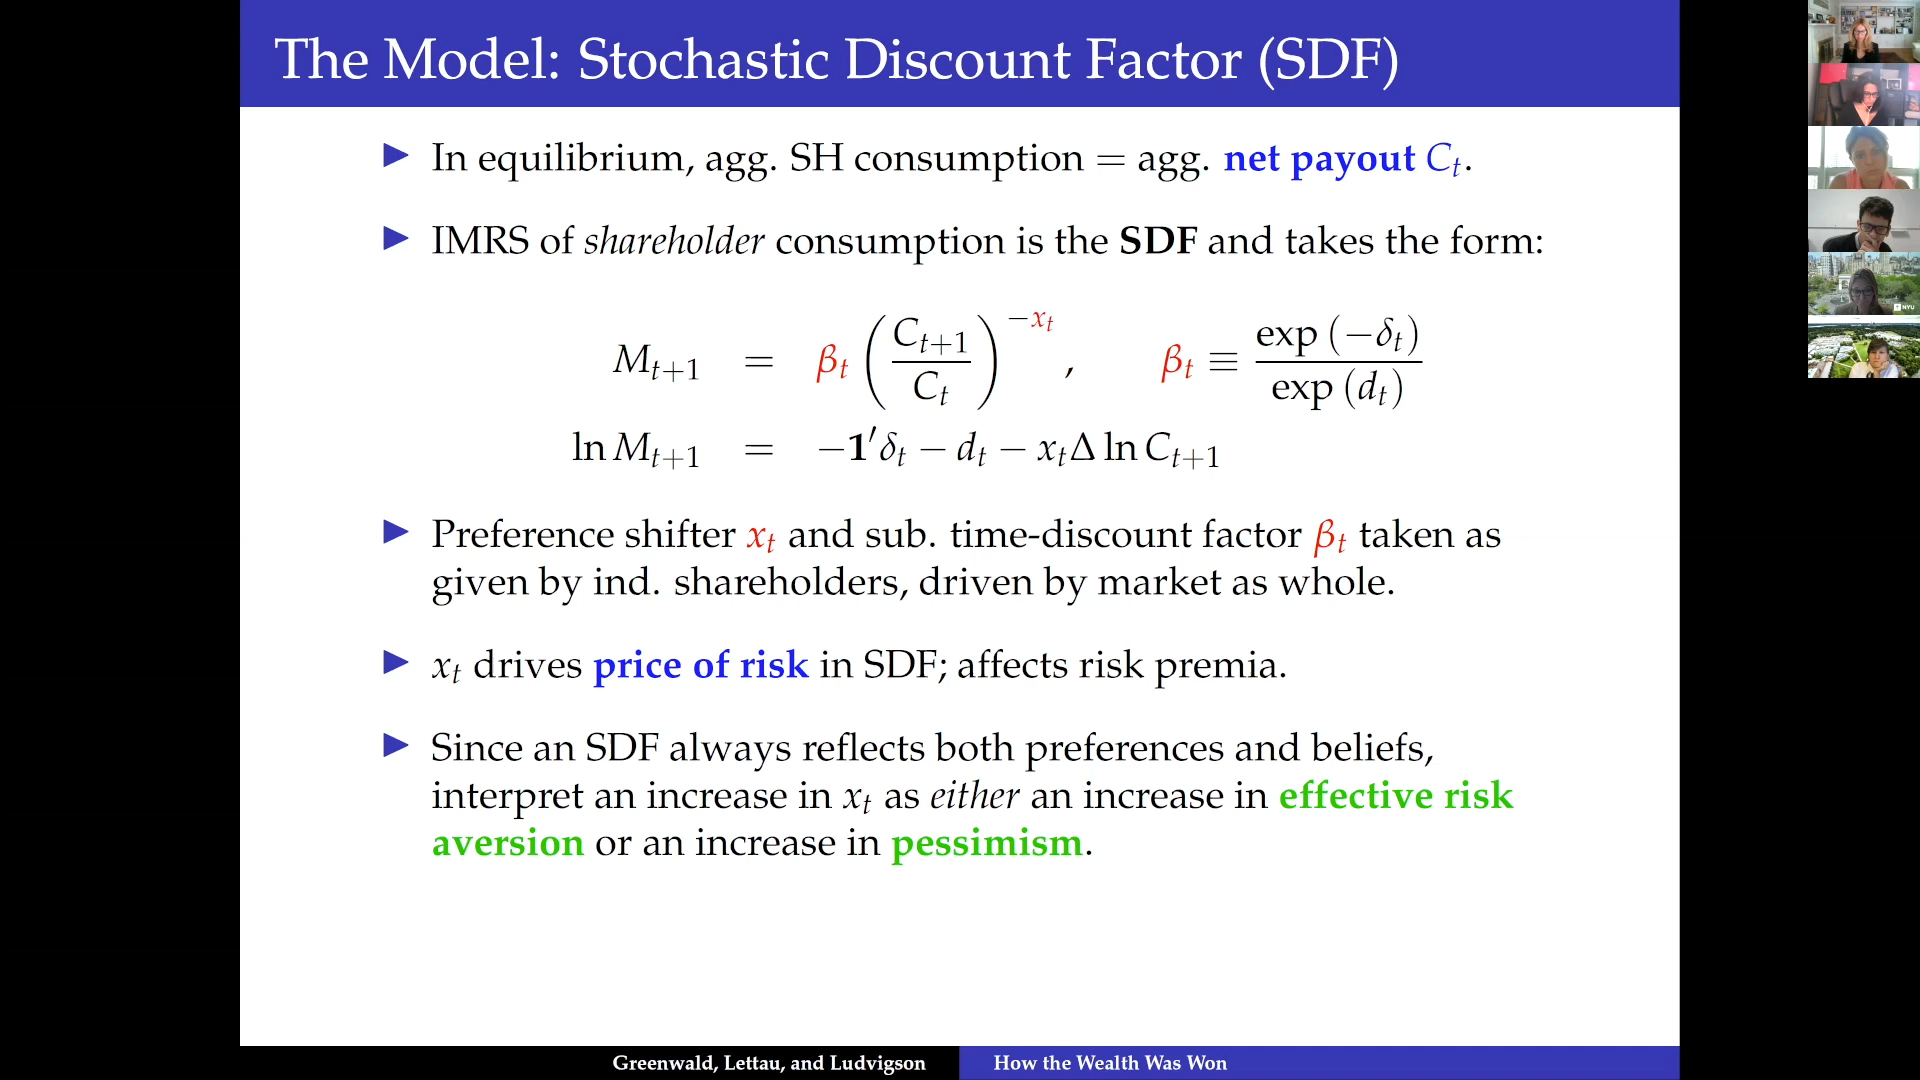 The Model: Stochastic Discount Factor (SDF)
▶ In equilibrium, agg. SH consumption = agg. net payout C_t.
▶ IMRS of shareholder consumption is the SDF and takes the form:
M_{t+1} = β_t (C_{t+1} / C_t)^{−x_t}, β_t ≡ exp (−δ_t) / exp (d_t)
ln M_{t+1} = −1′δ_t − d_t − x_t Δ ln C_{t+1}
▶ Preference shifter x_t and sub. time-discount factor β_t taken as
given by ind. shareholders, driven by market as whole.
▶ x_t drives price of risk in SDF; affects risk premia.
▶ Since an SDF always reflects both preferences and beliefs,
interpret an increase in x_t as either an increase in effective risk
aversion or an increase in pessimism.
Greenwald, Lettau, and Ludvigson
How the Wealth Was Won
NYU